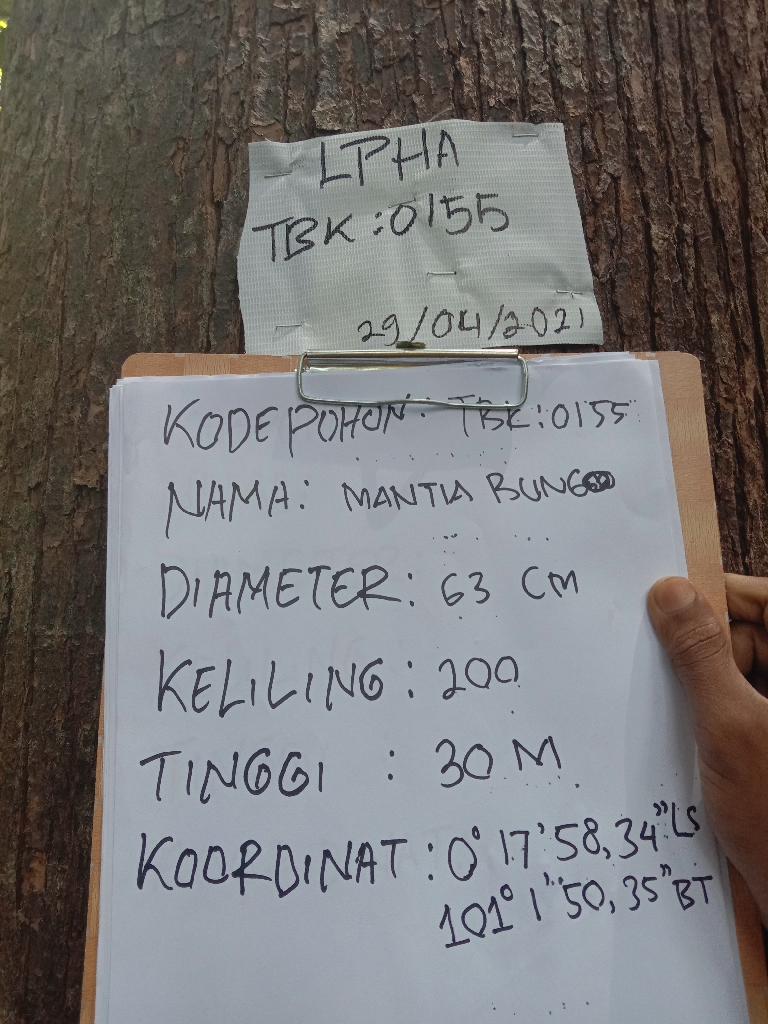 LPHA
TBK:0155
29/04/2021
KODE POHON: TBK:0155
NAMA: MANTIA BUNG
DIAMETER: 63 CM
KELILING: 200
TINGGI : 30 M
KOORDINAT: 0° 17' 58,34" LS
101° 1' 50,35" BT